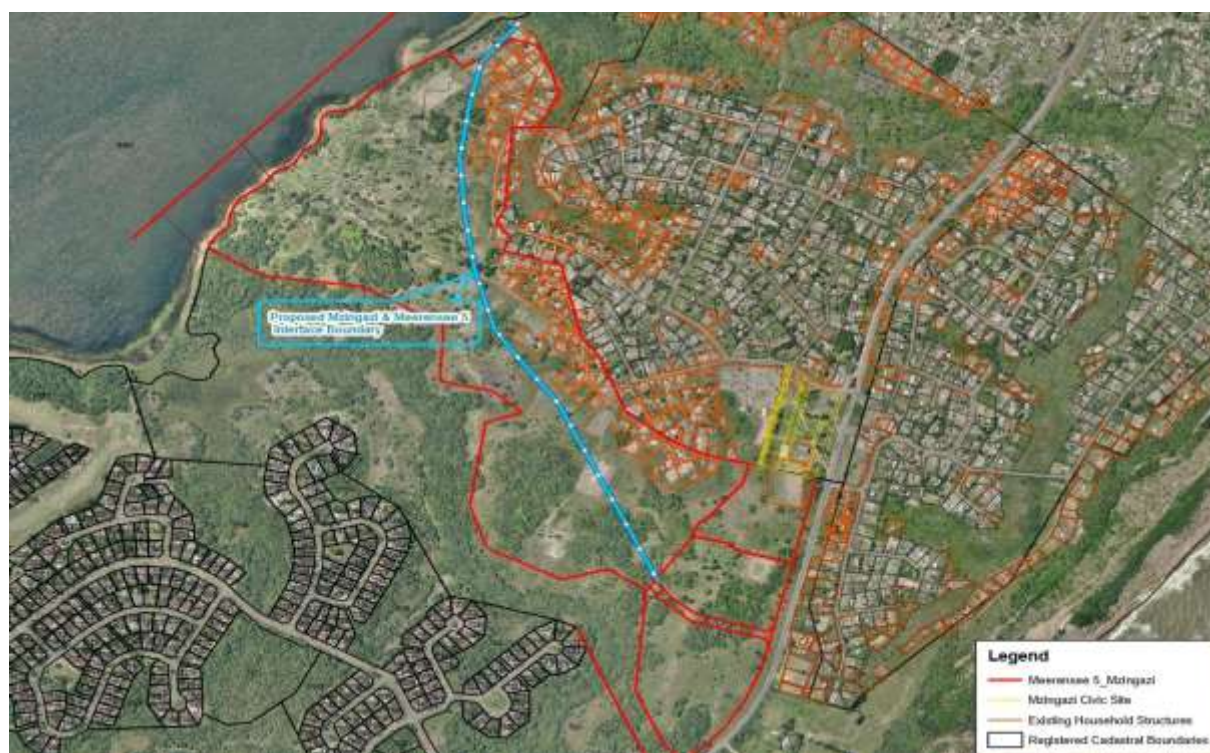 Proposed Mzingazi & Meerensee 5
Interface Boundary
Legend
Meerensee 5_Mzingazi
Mzingazi Civic Site
Existing Household Structures
Registered Cadastral Boundaries